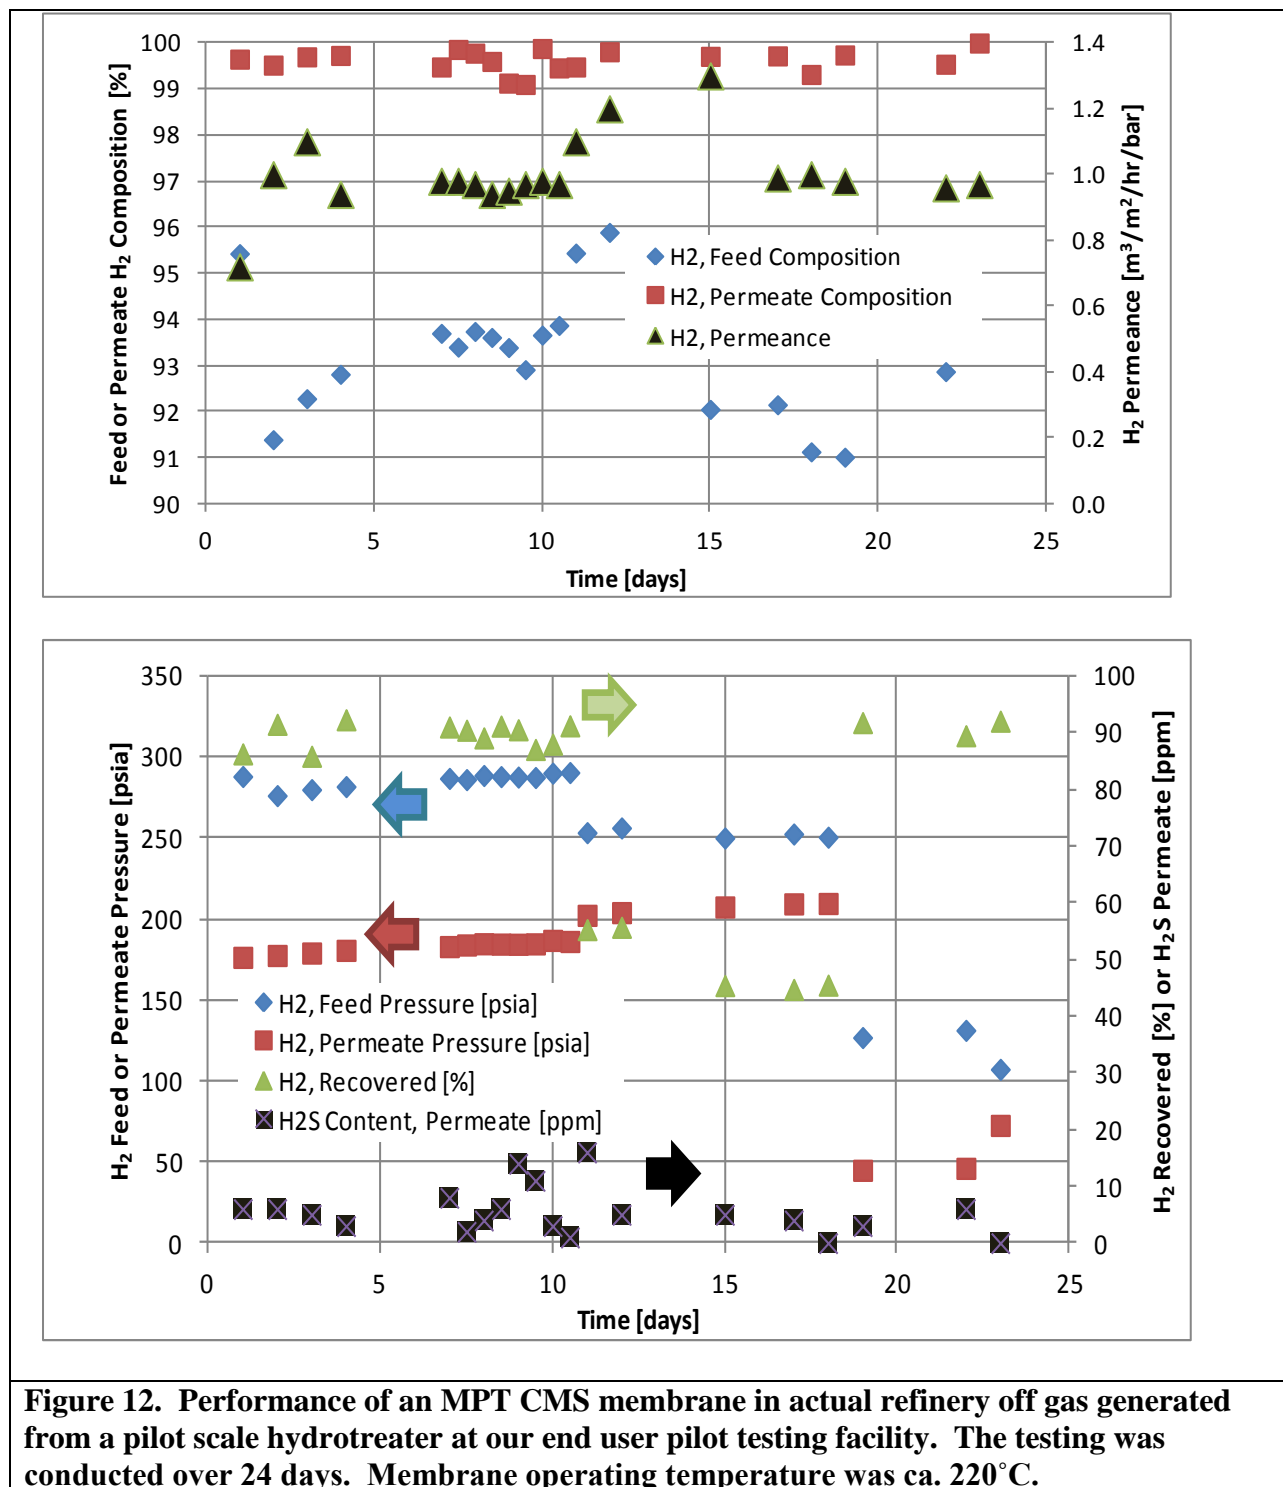 100
99
98
97
96
95
94
93
92
91
90
Feed or Permeate H₂ Composition [%]
1.4
1.2
1.0
0.8
0.6
0.4
0.2
0.0
H₂ Permeance [m³/m²/hr/bar]
H2, Feed Composition
H2, Permeate Composition
H2, Permeance
0 5 10 15 20 25
Time [days]
350
300
250
200
150
100
50
0
H₂ Feed or Permeate Pressure [psia]
100
90
80
70
60
50
40
30
20
10
0
H₂ Recovered [%] or H₂S Permeate [ppm]
H2, Feed Pressure [psia]
H2, Permeate Pressure [psia]
H2, Recovered [%]
H2S Content, Permeate [ppm]
0 5 10 15 20 25
Time [days]
Figure 12. Performance of an MPT CMS membrane in actual refinery off gas generated
from a pilot scale hydrotreater at our end user pilot testing facility. The testing was
conducted over 24 days. Membrane operating temperature was ca. 220˚C.